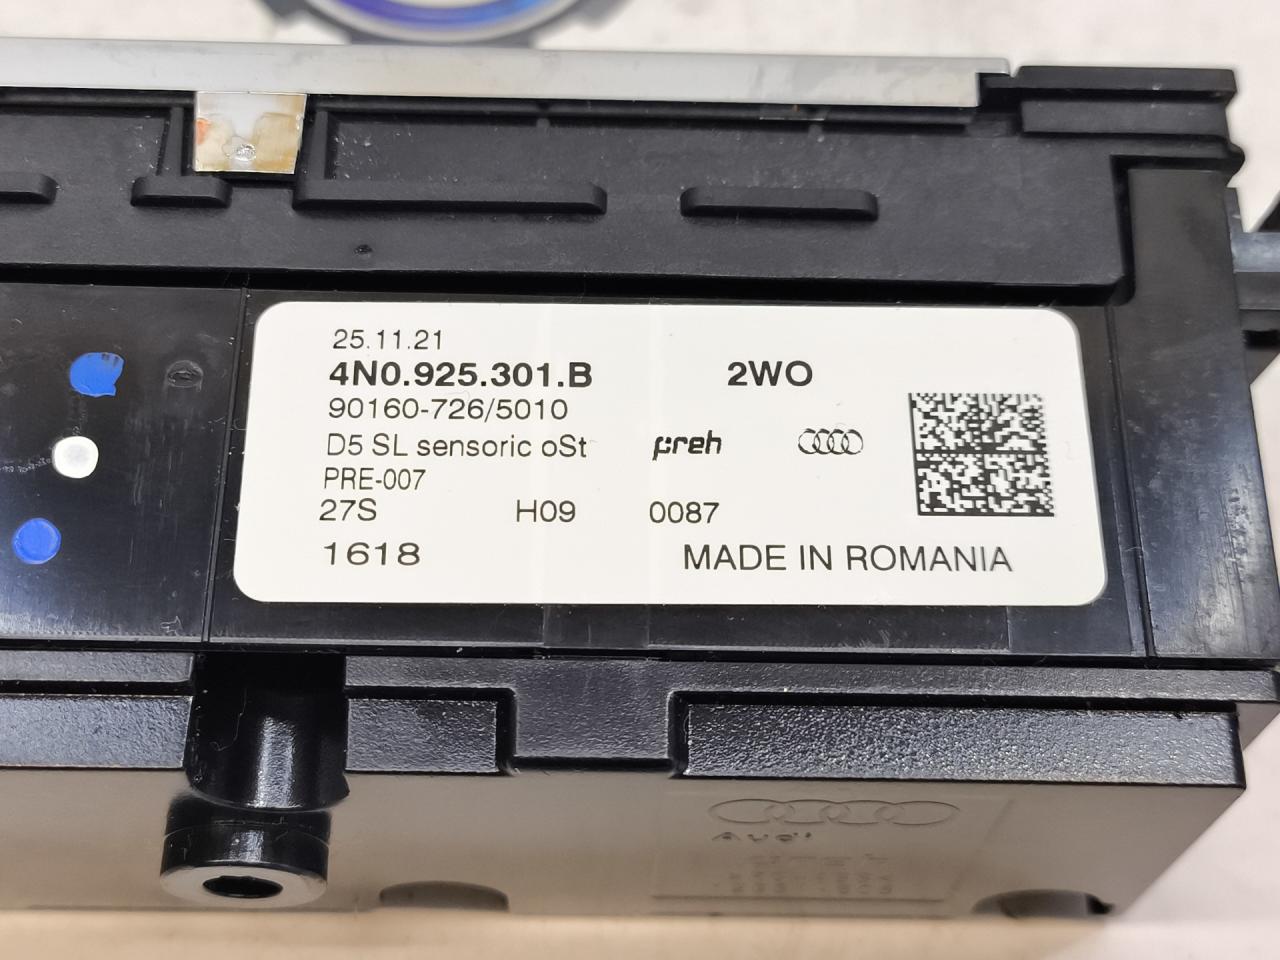 25.11.21
4N0.925.301.B 2WO
90160-726/5010
D5 SL sensoric oSt preh
PRE-007
27S H09 0087
1618 MADE IN ROMANIA
Audi